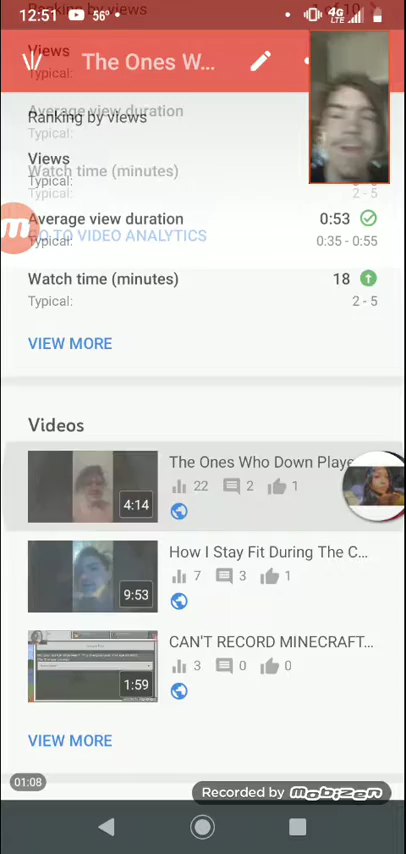 12:51 56° 4G LTE
Ranking by views
Views
The Ones W...
Typical:
Average view duration
Ranking by views
Typical:
Views
Watch time (minutes)
Typical:
Typical:
2 - 5
Average view duration 0:53
GO TO VIDEO ANALYTICS
Typical: 0:35 - 0:55
Watch time (minutes) 18
Typical: 2 - 5
VIEW MORE
Videos
The Ones Who Down Playe
22 2 1
4:14
How I Stay Fit During The C...
7 3 1
9:53
CAN'T RECORD MINECRAFT...
3 0 0
1:59
VIEW MORE
01:08
Recorded by mobizen